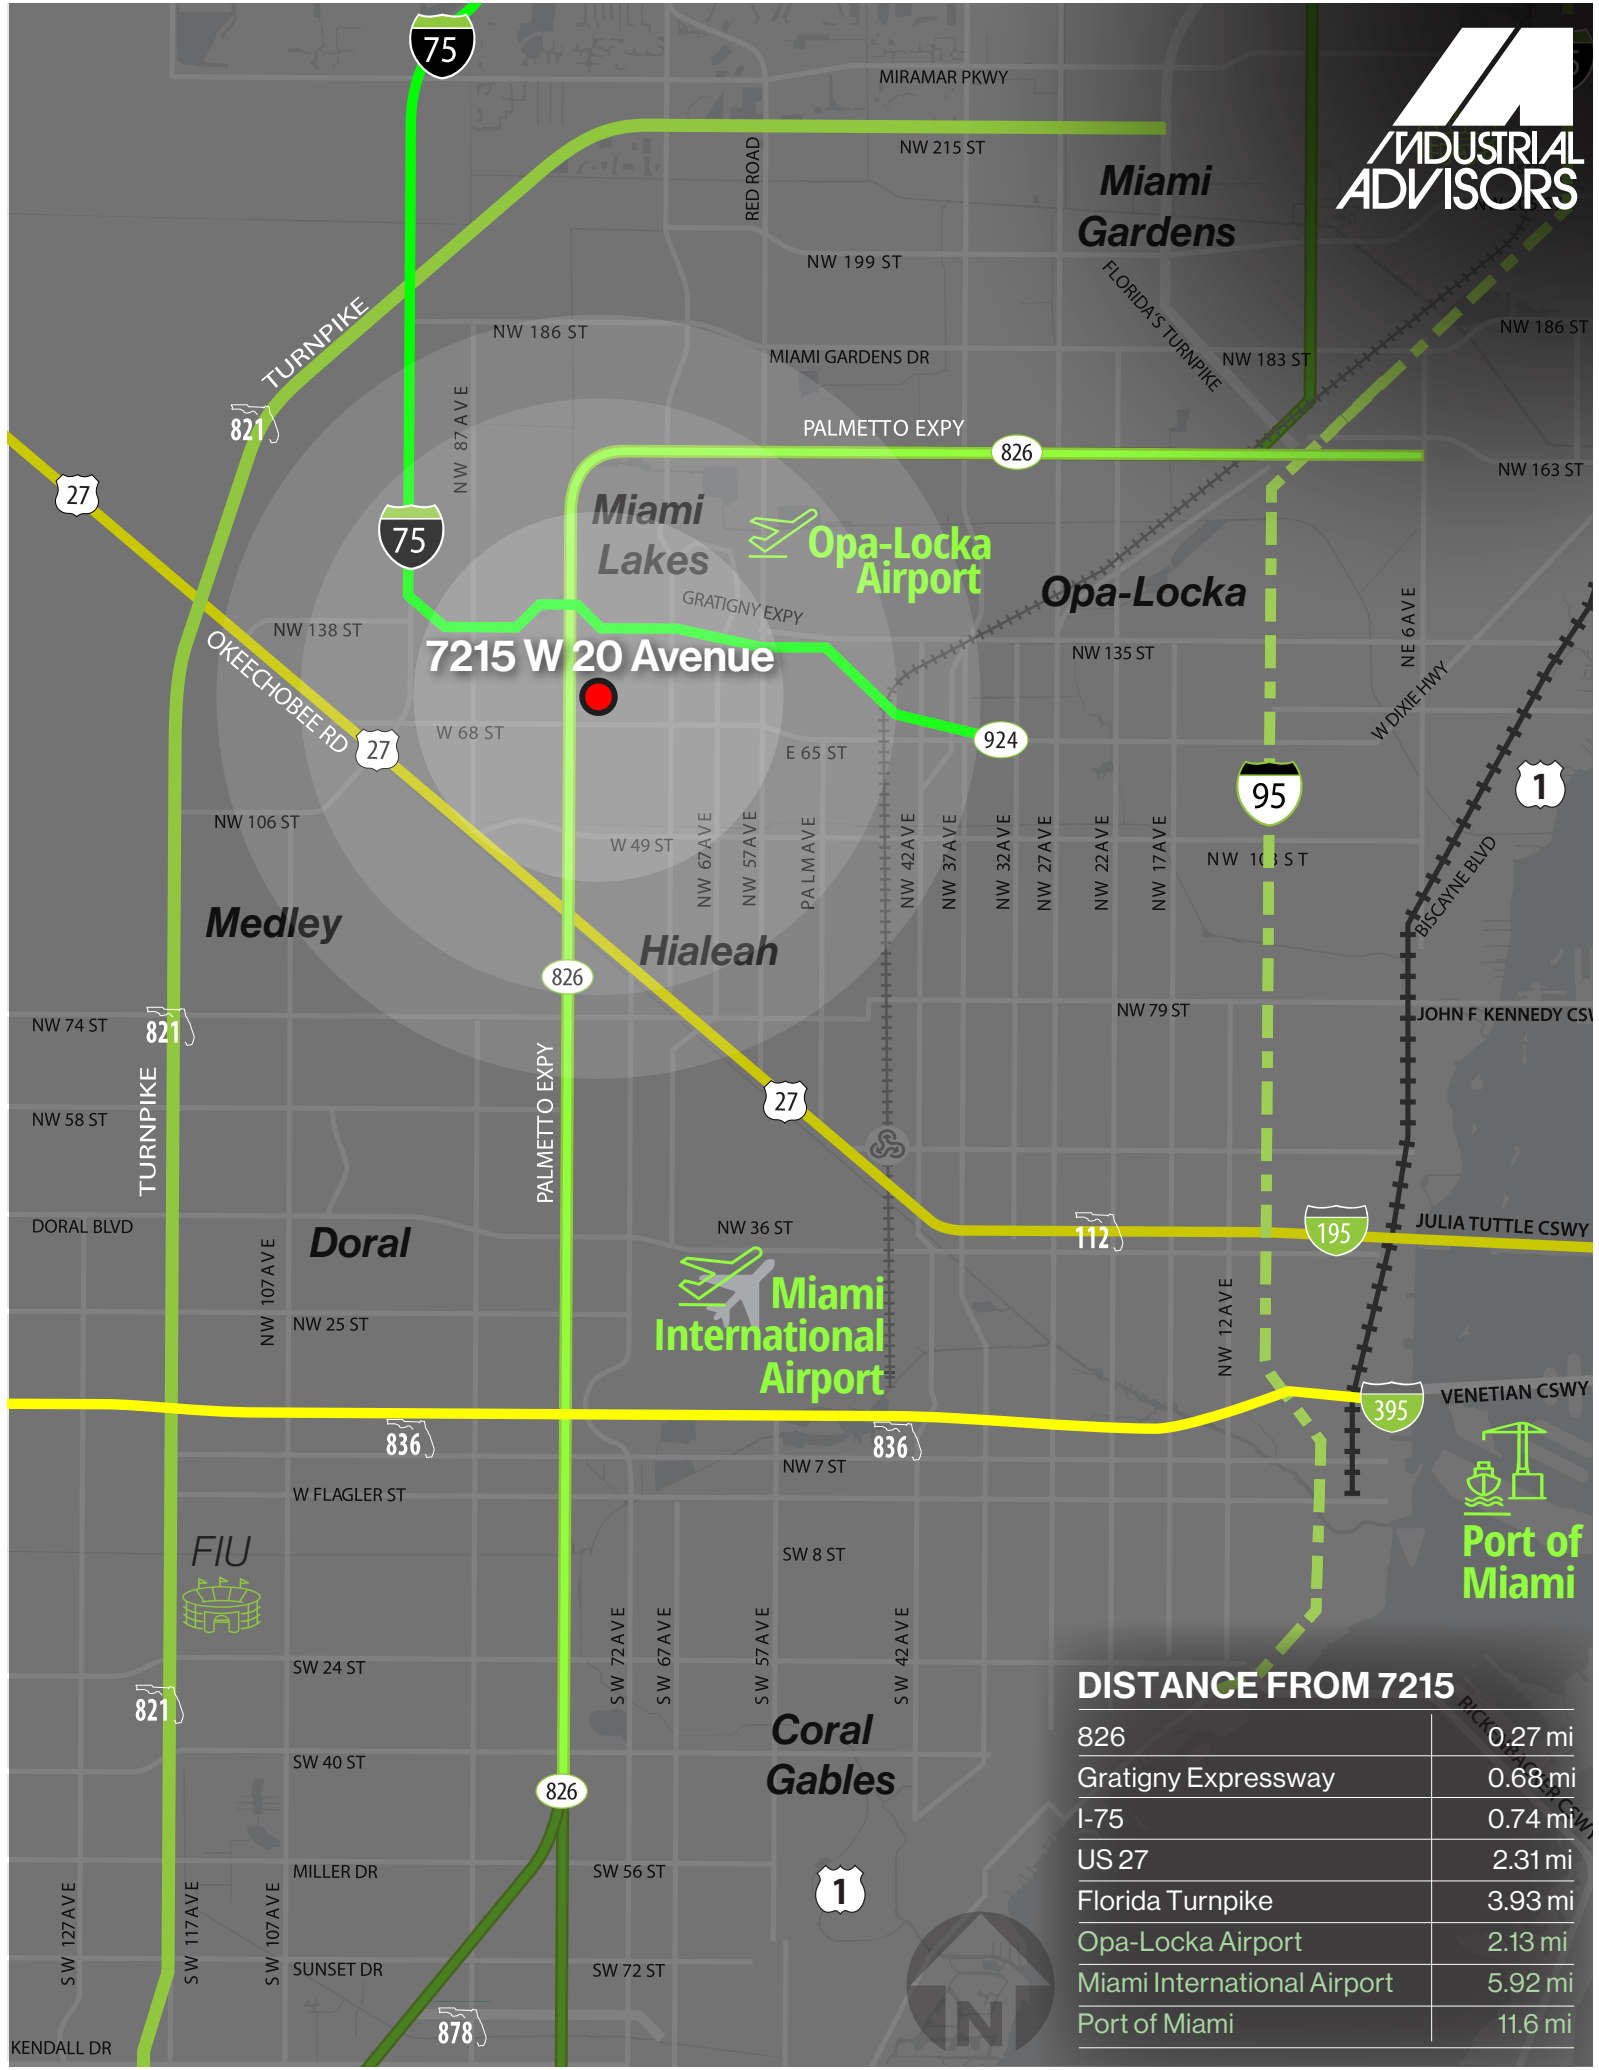 75
MIRAMAR PKWY
INDUSTRIAL
ADVISORS
NW 215 ST
RED ROAD
Miami
Gardens
NW 199 ST
FLORIDA'S TURNPIKE
TURNPIKE
NW 186 ST
NW 186 ST
MIAMI GARDENS DR
NW 183 ST
821
NW 87 AVE
PALMETTO EXPY
826
NW 163 ST
27
75
Miami
Lakes
Opa-Locka
Airport
Opa-Locka
GRATIGNY EXPY
NW 138 ST
NE 6 AVE
OKEECHOBEE RD
7215 W 20 Avenue
NW 135 ST
W DIXIE HWY
27
W 68 ST
E 65 ST
924
95
1
NW 106 ST
W 49 ST
NW 67 AVE
NW 57 AVE
PALM AVE
NW 42 AVE
NW 37 AVE
NW 32 AVE
NW 27 AVE
NW 22 AVE
NW 17 AVE
NW 103 ST
BISCAYNE BLVD
Medley
Hialeah
826
NW 74 ST
821
NW 79 ST
JOHN F KENNEDY CSW
TURNPIKE
PALMETTO EXPY
27
NW 58 ST
DORAL BLVD
Doral
NW 36 ST
112
195
JULIA TUTTLE CSWY
NW 107 AVE
NW 25 ST
Miami
International
Airport
NW 12 AVE
395
VENETIAN CSWY
836
836
NW 7 ST
W FLAGLER ST
Port of
Miami
FIU
SW 8 ST
SW 72 AVE
SW 67 AVE
SW 57 AVE
SW 42 AVE
SW 24 ST
821
Coral
Gables
SW 40 ST
826
MILLER DR
SW 56 ST
1
SW 127 AVE
SW 117 AVE
SW 107 AVE
SUNSET DR
SW 72 ST
878
KENDALL DR
N
DISTANCE FROM 7215
826 0.27 mi
Gratigny Expressway 0.68 mi
I-75 0.74 mi
US 27 2.31 mi
Florida Turnpike 3.93 mi
Opa-Locka Airport 2.13 mi
Miami International Airport 5.92 mi
Port of Miami 11.6 mi